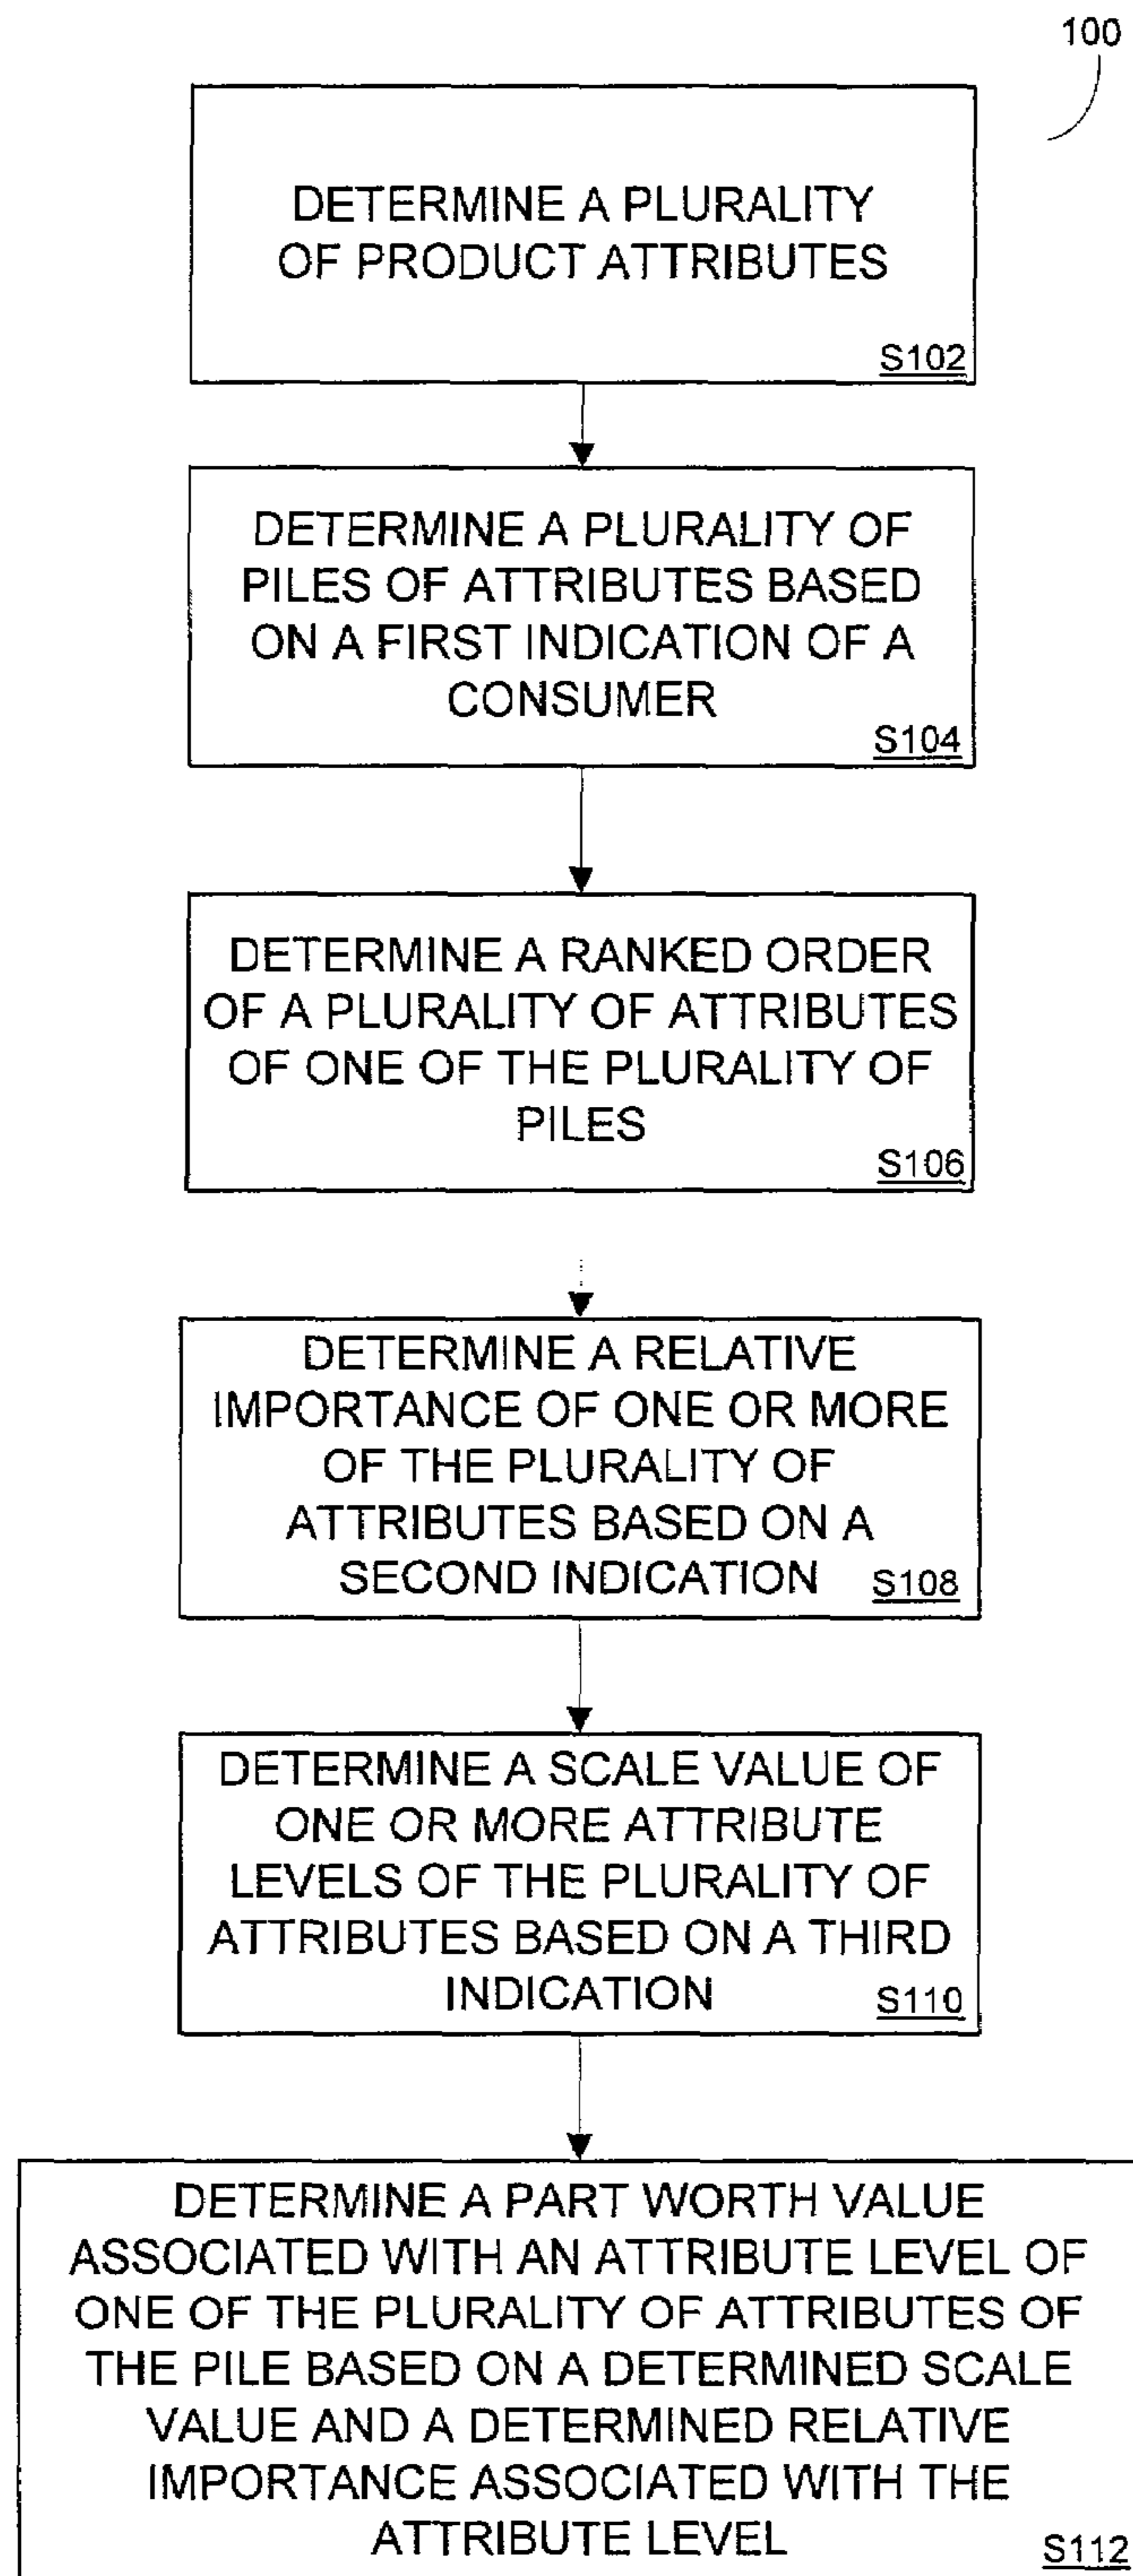 100
DETERMINE A PLURALITY
OF PRODUCT ATTRIBUTES
S102
DETERMINE A PLURALITY OF
PILES OF ATTRIBUTES BASED
ON A FIRST INDICATION OF A
CONSUMER
S104
DETERMINE A RANKED ORDER
OF A PLURALITY OF ATTRIBUTES
OF ONE OF THE PLURALITY OF
PILES
S106
DETERMINE A RELATIVE
IMPORTANCE OF ONE OR MORE
OF THE PLURALITY OF
ATTRIBUTES BASED ON A
SECOND INDICATION S108
DETERMINE A SCALE VALUE OF
ONE OR MORE ATTRIBUTE
LEVELS OF THE PLURALITY OF
ATTRIBUTES BASED ON A THIRD
INDICATION S110
DETERMINE A PART WORTH VALUE
ASSOCIATED WITH AN ATTRIBUTE LEVEL OF
ONE OF THE PLURALITY OF ATTRIBUTES OF
THE PILE BASED ON A DETERMINED SCALE
VALUE AND A DETERMINED RELATIVE
IMPORTANCE ASSOCIATED WITH THE
ATTRIBUTE LEVEL S112